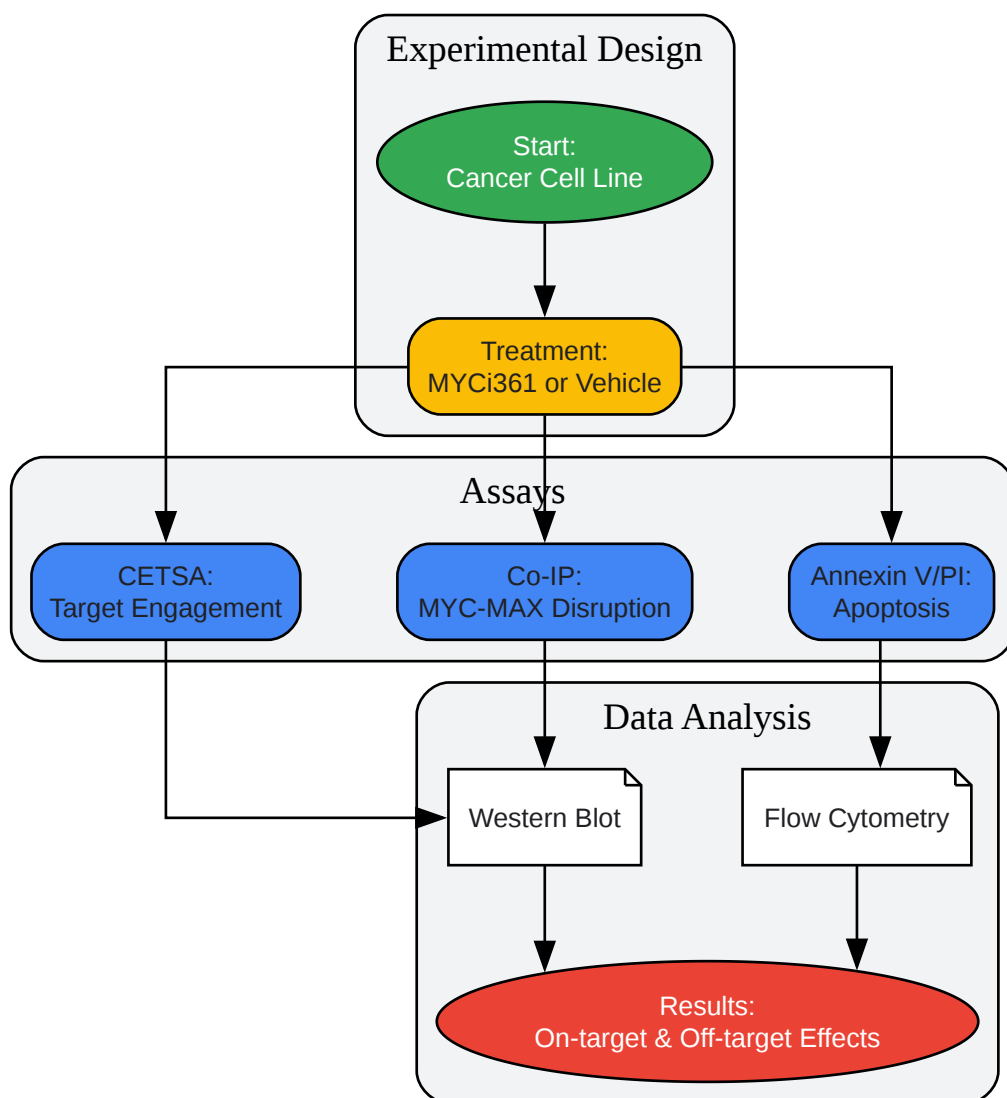 Experimental Design
Start:
Cancer Cell Line
Treatment:
MYCi361 or Vehicle
Assays
CETSA:
Target Engagement
Co-IP:
MYC-MAX Disruption
Annexin V/PI:
Apoptosis
Data Analysis
Western Blot
Flow Cytometry
Results:
On-target & Off-target Effects